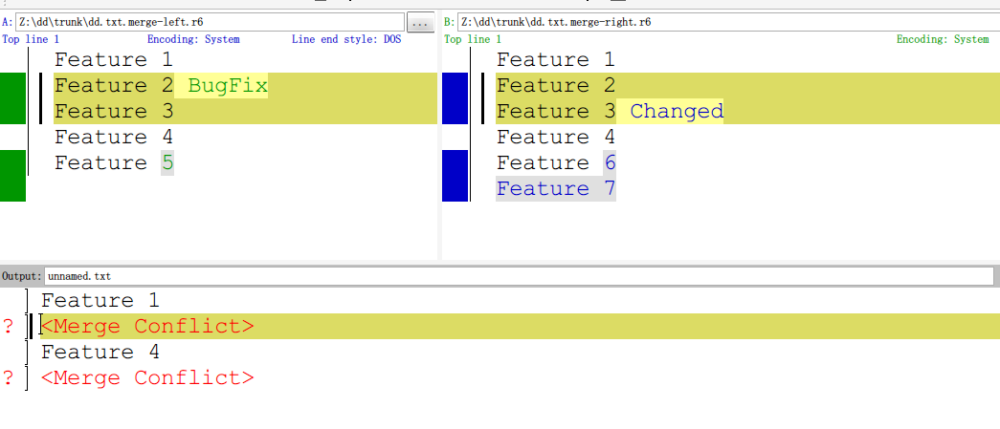 A: Z:\dd\trunk\dd.txt.merge-left.r6 ...
Top line 1 Encoding: System Line end style: DOS
Feature 1
Feature 2 BugFix
Feature 3
Feature 4
Feature 5
B: Z:\dd\trunk\dd.txt.merge-right.r6
Top line 1 Encoding: System
Feature 1
Feature 2
Feature 3 Changed
Feature 4
Feature 6
Feature 7
Output: unnamed.txt
Feature 1
? <Merge Conflict>
Feature 4
? <Merge Conflict>